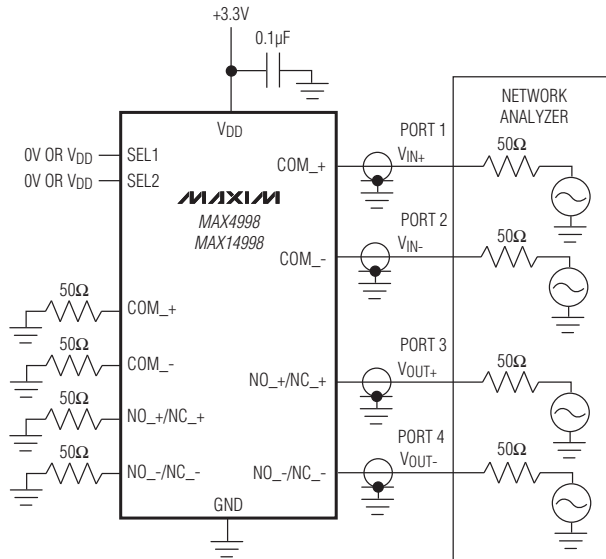 +3.3V
0.1µF
VDD
NETWORK
ANALYZER
0V OR VDD
SEL1
0V OR VDD
SEL2
MAXIM
MAX4998
MAX14998
COM_+
PORT 1
VIN+
50Ω
COM_-
PORT 2
VIN-
50Ω
50Ω
COM_+
50Ω
COM_-
50Ω
NO_+/NC_+
50Ω
NO_-/NC_-
NO_+/NC_+
PORT 3
VOUT+
50Ω
NO_-/NC_-
PORT 4
VOUT-
50Ω
GND